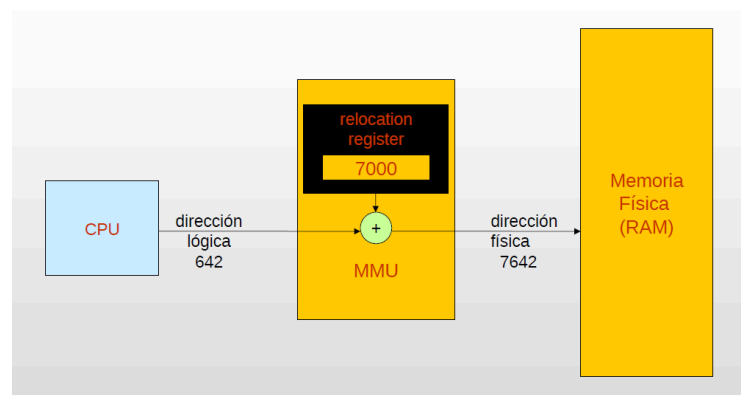 relocation
register
7000
CPU
dirección
lógica
642
+
MMU
dirección
física
7642
Memoria
Física
(RAM)